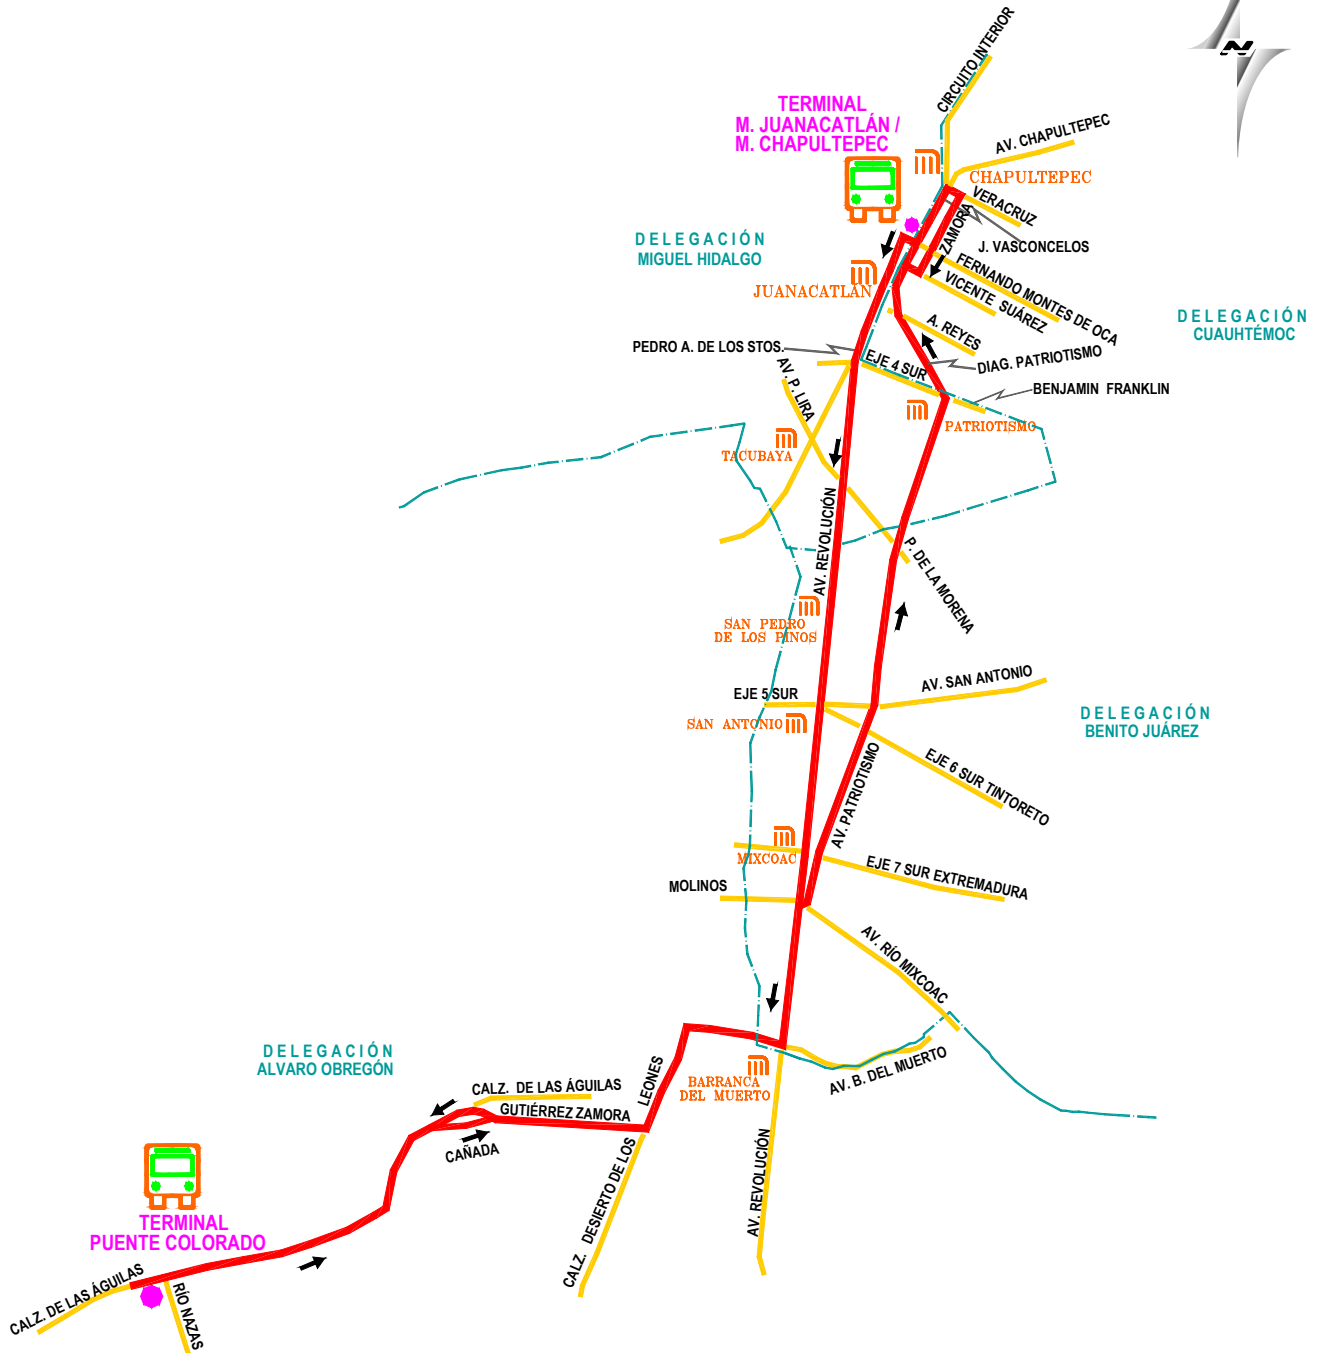 N
CIRCUITO INTERIOR
TERMINAL
M. JUANACATLÁN /
M. CHAPULTEPEC
AV. CHAPULTEPEC
CHAPULTEPEC
VERACRUZ
ZAMORA
J. VASCONCELOS
DELEGACIÓN
MIGUEL HIDALGO
FERNANDO MONTES DE OCA
VICENTE SUÁREZ
JUANACATLÁN
A. REYES
DELEGACIÓN
CUAUHTÉMOC
PEDRO A. DE LOS STOS.
EJE 4 SUR
DIAG. PATRIOTISMO
AV. P. LIRA
BENJAMIN FRANKLIN
PATRIOTISMO
TACUBAYA
AV. REVOLUCIÓN
P. DE LA MORENA
SAN PEDRO
DE LOS PINOS
AV. SAN ANTONIO
EJE 5 SUR
SAN ANTONIO
DELEGACIÓN
BENITO JUÁREZ
EJE 6 SUR TINTORETO
AV. PATRIOTISMO
MIXCOAC
EJE 7 SUR EXTREMADURA
MOLINOS
AV. RÍO MIXCOAC
DELEGACIÓN
ALVARO OBREGÓN
BARRANCA
DEL MUERTO
AV. B. DEL MUERTO
LEONES
CALZ. DE LAS ÁGUILAS
GUTIÉRREZ ZAMORA
CAÑADA
CALZ. DESIERTO DE LOS
AV. REVOLUCIÓN
TERMINAL
PUENTE COLORADO
CALZ. DE LAS ÁGUILAS
RÍO NAZAS